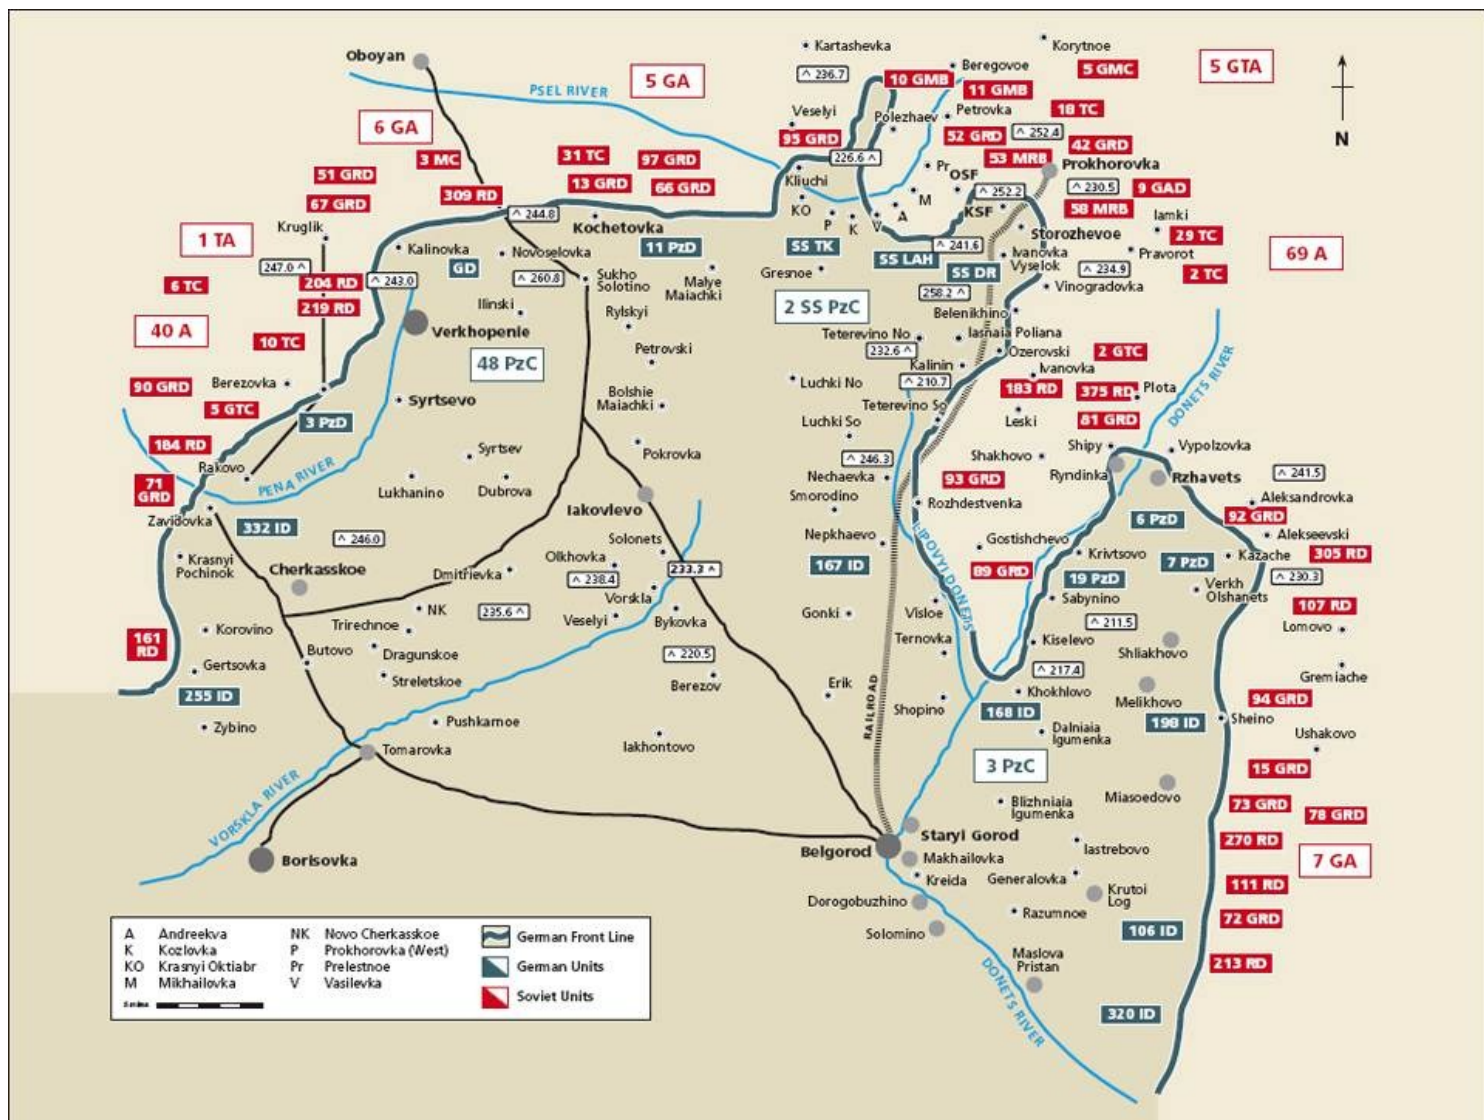 Oboyan
Kartashevka
Korytnoe
236.7
Beregovoe
5 GMC
5 GTA
5 GA
10 GMB
11 GMB
PSEL RIVER
18 TC
Veselyi
Polezhaev
Petrovka
6 GA
95 GRD
52 GRD
252.4
42 GRD
N
3 MC
31 TC
97 GRD
226.6
53 MRB
Prokhorovka
51 GRD
13 GRD
66 GRD
Kliuchi
Pr
OSF
230.5
9 GAD
309 RD
252.2
67 GRD
KO
P
K
V
A
M
KSF
58 MRB
Iamki
244.8
Kochetovka
Kruglik
Storozhevoe
29 TC
1 TA
Kalinovka
Novoselovka
11 PzD
SS TK
SS LAH
241.6
Ivanovka
Vyselok
Pravorot
69 A
247.0
GD
260.8
Sukho
Solotino
Malye
Maiachki
Gresnoe
SS DR
234.9
2 TC
6 TC
204 RD
243.0
258.2
Vinogradovka
219 RD
Ilinski
Rylskyi
2 SS PzC
Belenikhino
40 A
Verkhopenie
Teterevino No
Iasnaia Poliana
10 TC
Petrovski
232.6
Ozerovski
2 GTC
48 PzC
Kalinin
Ivanovka
90 GRD
Berezovka
Luchki No
210.7
183 RD
375 RD
Plota
DONETS RIVER
5 GTC
Syrtsevo
Bolshie
Maiachki
Teterevino So
3 PzD
Luchki So
Leski
81 GRD
184 RD
Syrtsev
Pokrovka
Shipy
Vypolzovka
Rakovo
246.3
Shakhovo
PENA RIVER
Nechaevka
93 GRD
Ryndinka
Rzhavets
241.5
71
GRD
Lukhanino
Dubrova
Smorodino
Aleksandrovka
Iakovlevo
Rozhdestvenka
Zavidovka
6 PzD
92 GRD
332 ID
246.0
Solonets
Nepkhaevo
LIPOVYI DONETS
Gostishchevo
Alekseevski
Krasnyi
Pochinok
Olkhovka
Krivtsovo
7 PzD
Kazache
305 RD
Cherkasskoe
Dmitrievka
238.4
233.3
167 ID
89 GRD
19 PzD
230.3
Vorskla
Verkh
Olshanets
NK
235.6
Veselyi
Bykovka
Gonki
Visloe
Sabynino
107 RD
Korovino
Trirechnoe
211.5
Lomovo
161
RD
Ternovka
Kiselevo
Butovo
Dragunskoe
220.5
Shliakhovo
Gertsovka
217.4
Gremiache
Streletskoe
Berezov
Erik
Khokhlovo
255 ID
Melikhovo
94 GRD
Shopino
168 ID
Zybino
Pushkarnoe
RAILROAD
198 ID
Sheino
Dalniaia
Igumenka
Ushakovo
Tomarovka
Iakhontovo
3 PzC
15 GRD
VORSKLA RIVER
Miasoedovo
Blizhniaia
Igumenka
73 GRD
78 GRD
Staryi Gorod
270 RD
Borisovka
Belgorod
Iastrebovo
7 GA
Makhailovka
Kreida
Generalovka
111 RD
Krutoi
Log
Dorogobuzhino
Razumnoe
72 GRD
Solomino
106 ID
Maslova
Pristan
213 RD
DONETS RIVER
320 ID
A Andreekva
K Kozlovka
KO Krasnyi Oktiabr
M Mikhailovka
NK Novo Cherkasskoe
P Prokhorovka (West)
Pr Prelestnoe
V Vasilevka
German Front Line
German Units
Soviet Units